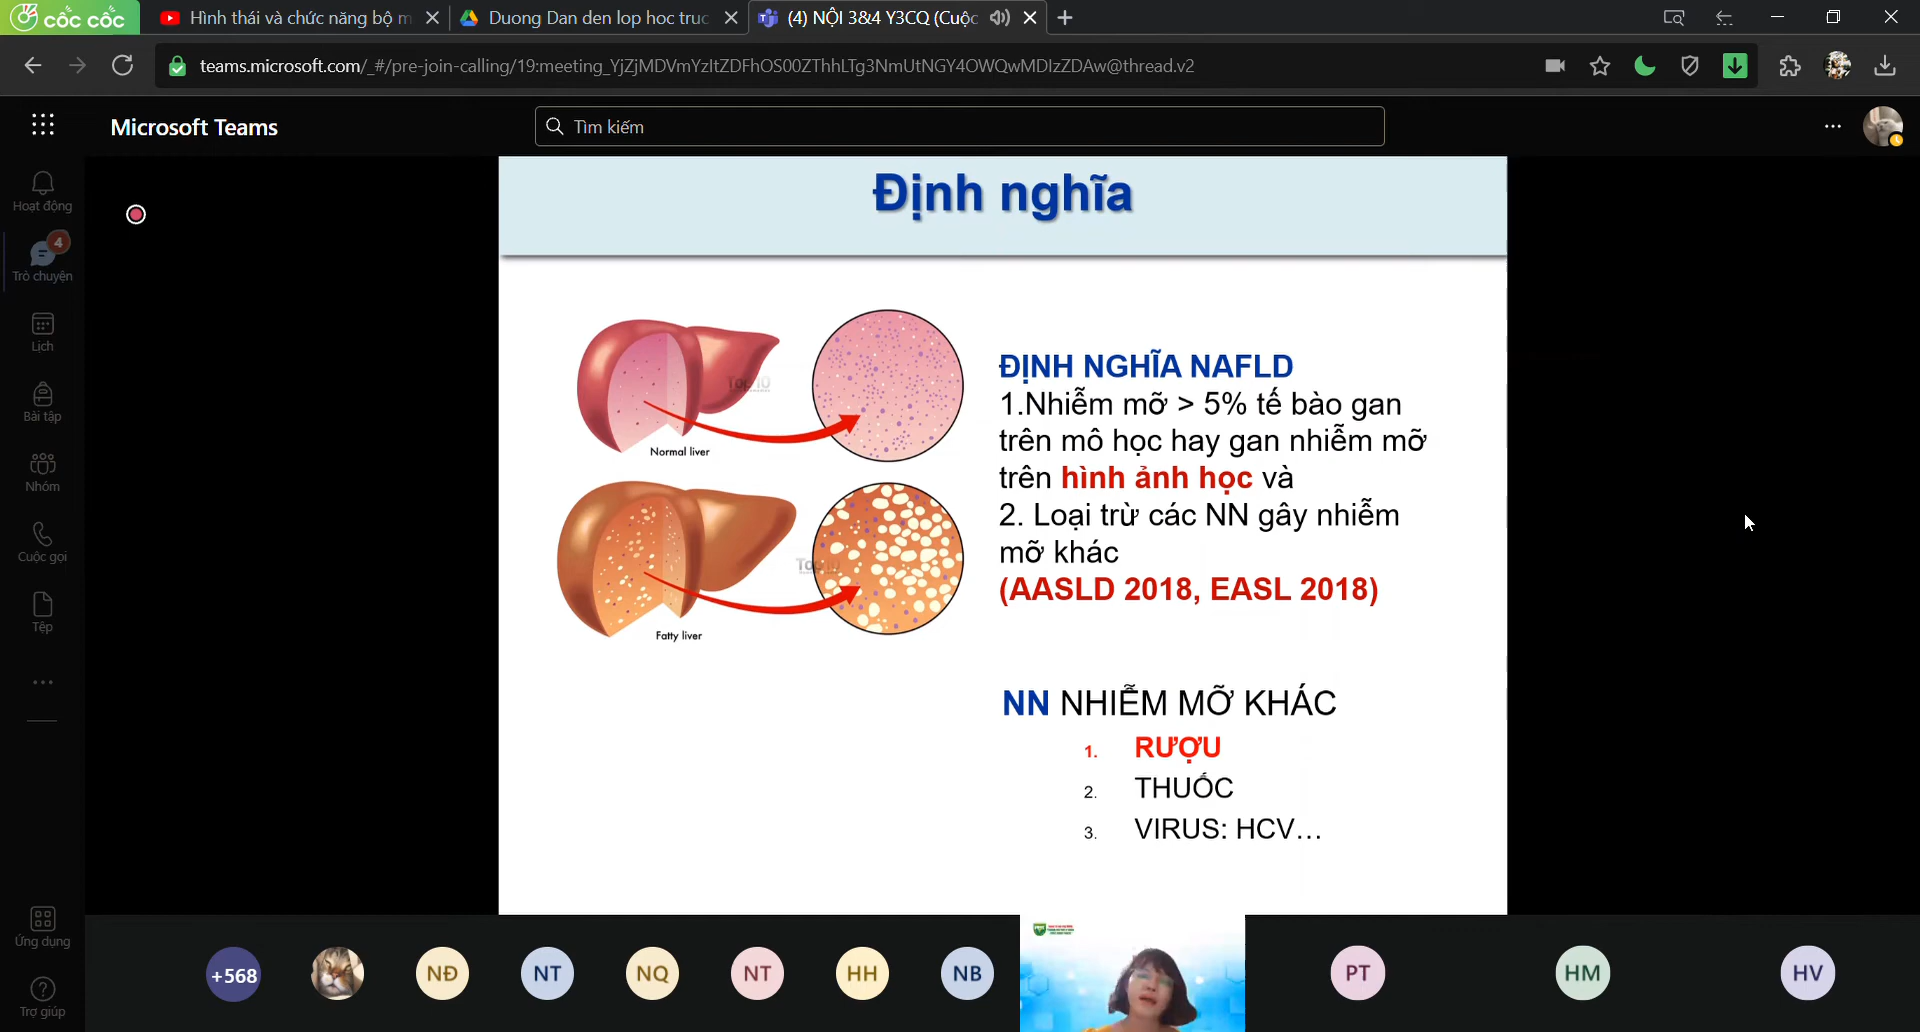 cốc cốc
Hình thái và chức năng bộ m
Duong Dan den lop hoc truc
(4) NỘI 3&4 Y3CQ (Cuộc
teams.microsoft.com/_#/pre-join-calling/19:meeting_YjZjMDVmYzItZDFhOS00ZThhLTg3NmUtNGY4OWQwMDIzZDAw@thread.v2
Microsoft Teams
Tìm kiếm
Hoạt động
4
Trò chuyện
Lịch
Bài tập
Nhóm
Cuộc gọi
Tệp
Ứng dụng
Trợ giúp
Định nghĩa
Top 10
Normal liver
Fatty liver
ĐỊNH NGHĨA NAFLD
1.Nhiễm mỡ > 5% tế bào gan
trên mô học hay gan nhiễm mỡ
trên hình ảnh học và
2. Loại trừ các NN gây nhiễm
mỡ khác
(AASLD 2018, EASL 2018)
NN NHIỄM MỠ KHÁC
1. RƯỢU
2. THUỐC
3. VIRUS: HCV...
+568
NĐ
NT
NQ
NT
HH
NB
PT
HM
HV